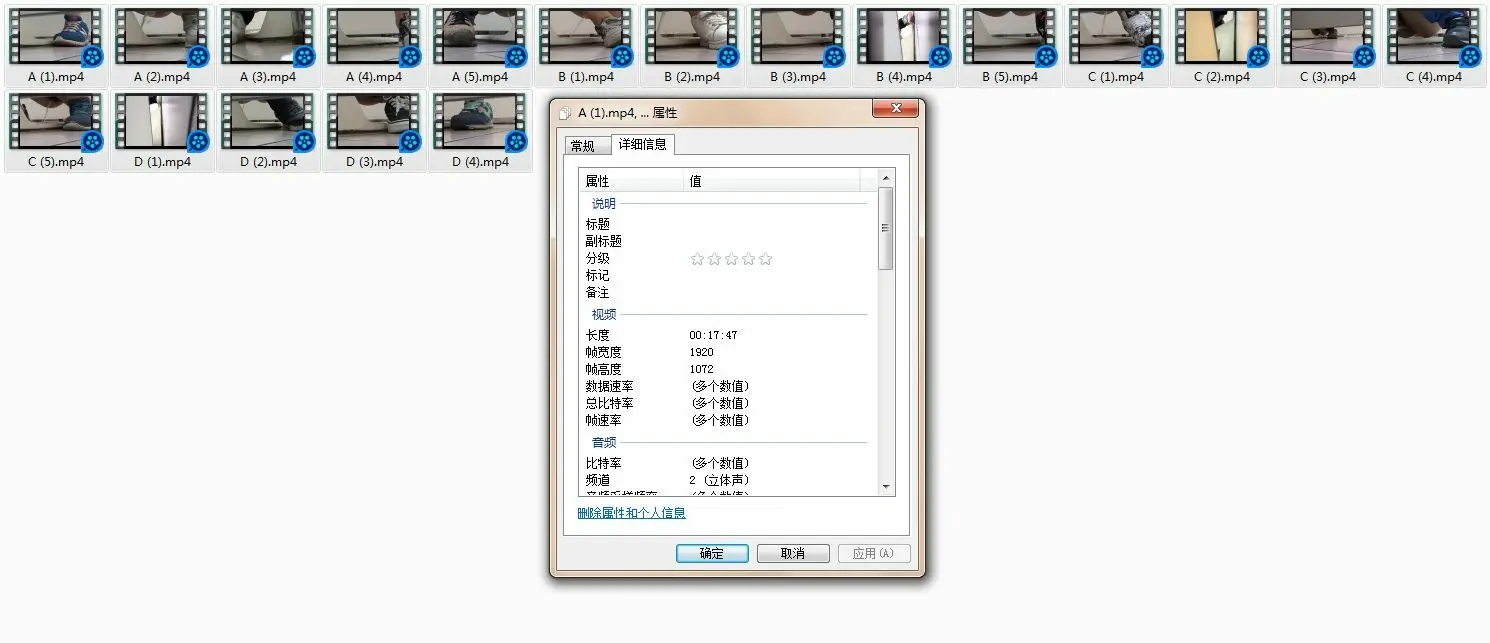 A (1).mp4
A (2).mp4
A (3).mp4
A (4).mp4
A (5).mp4
B (1).mp4
B (2).mp4
B (3).mp4
B (4).mp4
B (5).mp4
C (1).mp4
C (2).mp4
C (3).mp4
C (4).mp4
C (5).mp4
D (1).mp4
D (2).mp4
D (3).mp4
D (4).mp4
A (1).mp4, ... 属性
常规
详细信息
属性 值
说明
标题
副标题
分级
标记
备注
视频
长度 00:17:47
帧宽度 1920
帧高度 1072
数据速率 (多个数值)
总比特率 (多个数值)
帧速率 (多个数值)
音频
比特率 (多个数值)
频道 2 (立体声)
删除属性和个人信息
确定
取消
应用(A)